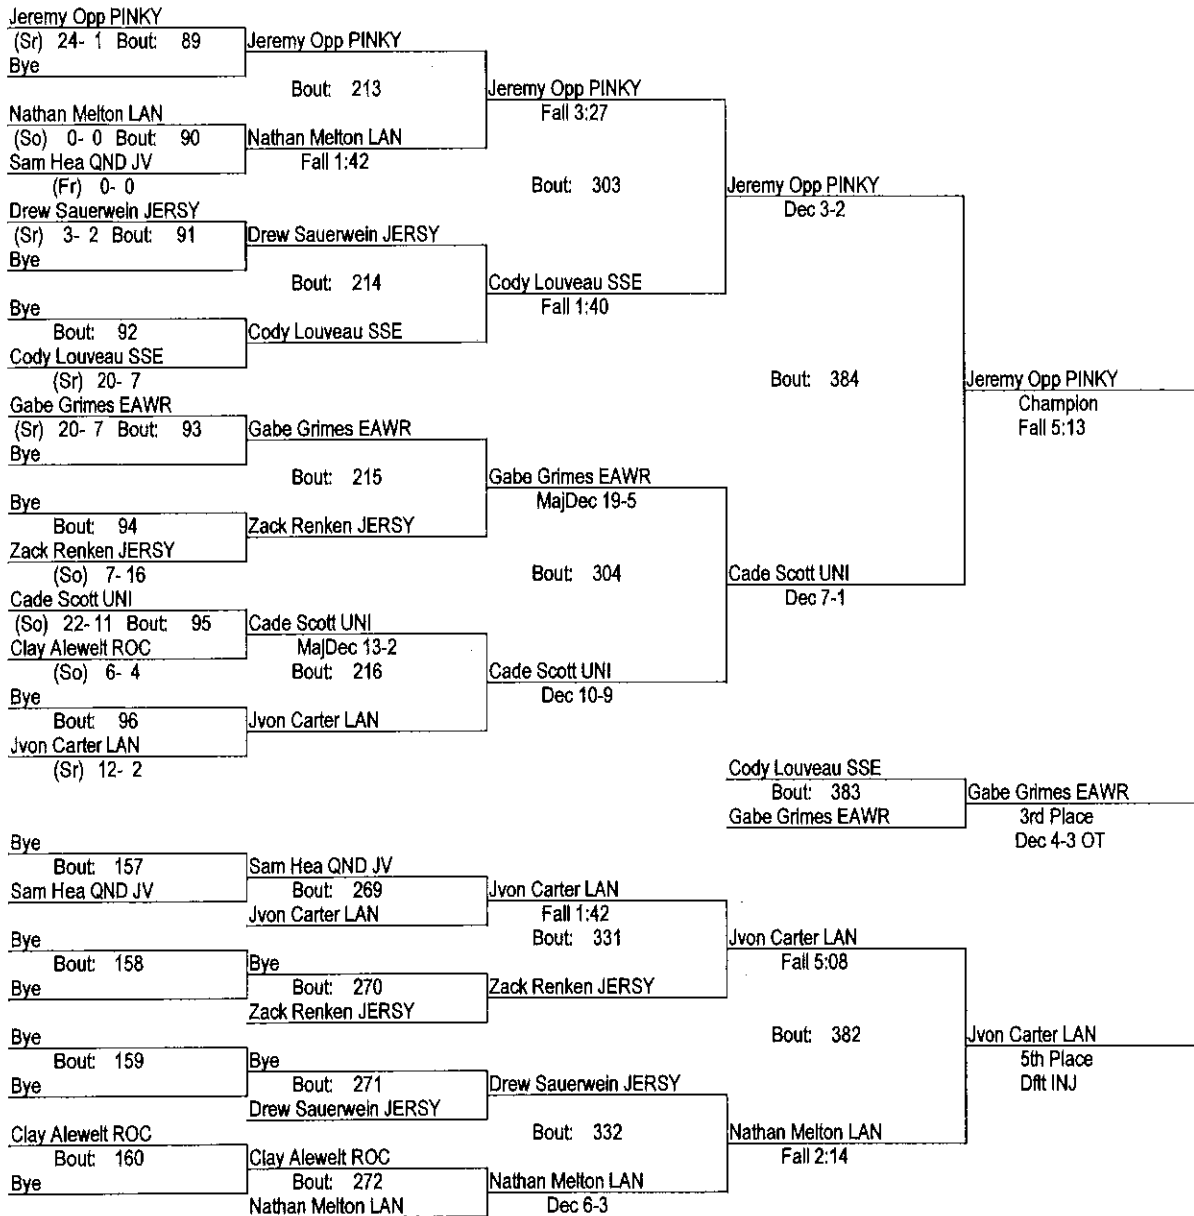 Jeremy Opp PINKY
(Sr) 24- 1 Bout: 89
Bye
Jeremy Opp PINKY
Bout: 213
Nathan Melton LAN
(So) 0- 0 Bout: 90
Sam Hea QND JV
(Fr) 0- 0
Nathan Melton LAN
Fall 1:42
Jeremy Opp PINKY
Fall 3:27
Bout: 303
Drew Sauerwein JERSY
(Sr) 3- 2 Bout: 91
Bye
Drew Sauerwein JERSY
Bout: 214
Bye
Bout: 92
Cody Louveau SSE
(Sr) 20- 7
Cody Louveau SSE
Cody Louveau SSE
Fall 1:40
Jeremy Opp PINKY
Dec 3-2
Bout: 384
Jeremy Opp PINKY
Champion
Fall 5:13
Gabe Grimes EAWR
(Sr) 20- 7 Bout: 93
Bye
Gabe Grimes EAWR
Bout: 215
Bye
Bout: 94
Zack Renken JERSY
(So) 7- 16
Zack Renken JERSY
Gabe Grimes EAWR
MajDec 19-5
Bout: 304
Cade Scott UNI
(So) 22- 11 Bout: 95
Clay Alewelt ROC
(So) 6- 4
Cade Scott UNI
MajDec 13-2
Bout: 216
Bye
Bout: 96
Jvon Carter LAN
(Sr) 12- 2
Jvon Carter LAN
Cade Scott UNI
Dec 10-9
Cade Scott UNI
Dec 7-1
Cody Louveau SSE
Bout: 383
Gabe Grimes EAWR
Gabe Grimes EAWR
3rd Place
Dec 4-3 OT
Bye
Bout: 157
Sam Hea QND JV
Sam Hea QND JV
Bout: 269
Jvon Carter LAN
Jvon Carter LAN
Fall 1:42
Bout: 331
Bye
Bout: 158
Bye
Bye
Bout: 270
Zack Renken JERSY
Zack Renken JERSY
Jvon Carter LAN
Fall 5:08
Bout: 382
Bye
Bout: 159
Bye
Bye
Bout: 271
Drew Sauerwein JERSY
Drew Sauerwein JERSY
Bout: 332
Clay Alewelt ROC
Bout: 160
Bye
Clay Alewelt ROC
Bout: 272
Nathan Melton LAN
Nathan Melton LAN
Dec 6-3
Nathan Melton LAN
Fall 2:14
Jvon Carter LAN
5th Place
Dflt INJ